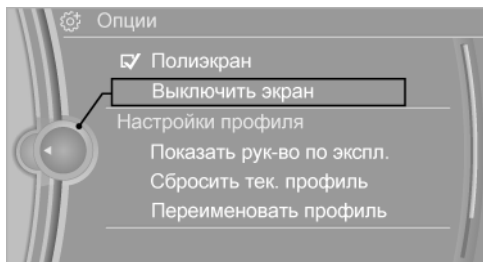 Опции
Полиэкран
Выключить экран
Настройки профиля
Показать рук-во по экспл.
Сбросить тек. профиль
Переименовать профиль